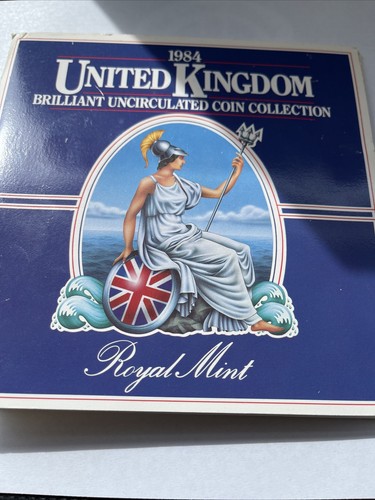 1984
UNITED KINGDOM
BRILLIANT UNCIRCULATED COIN COLLECTION
Royal Mint